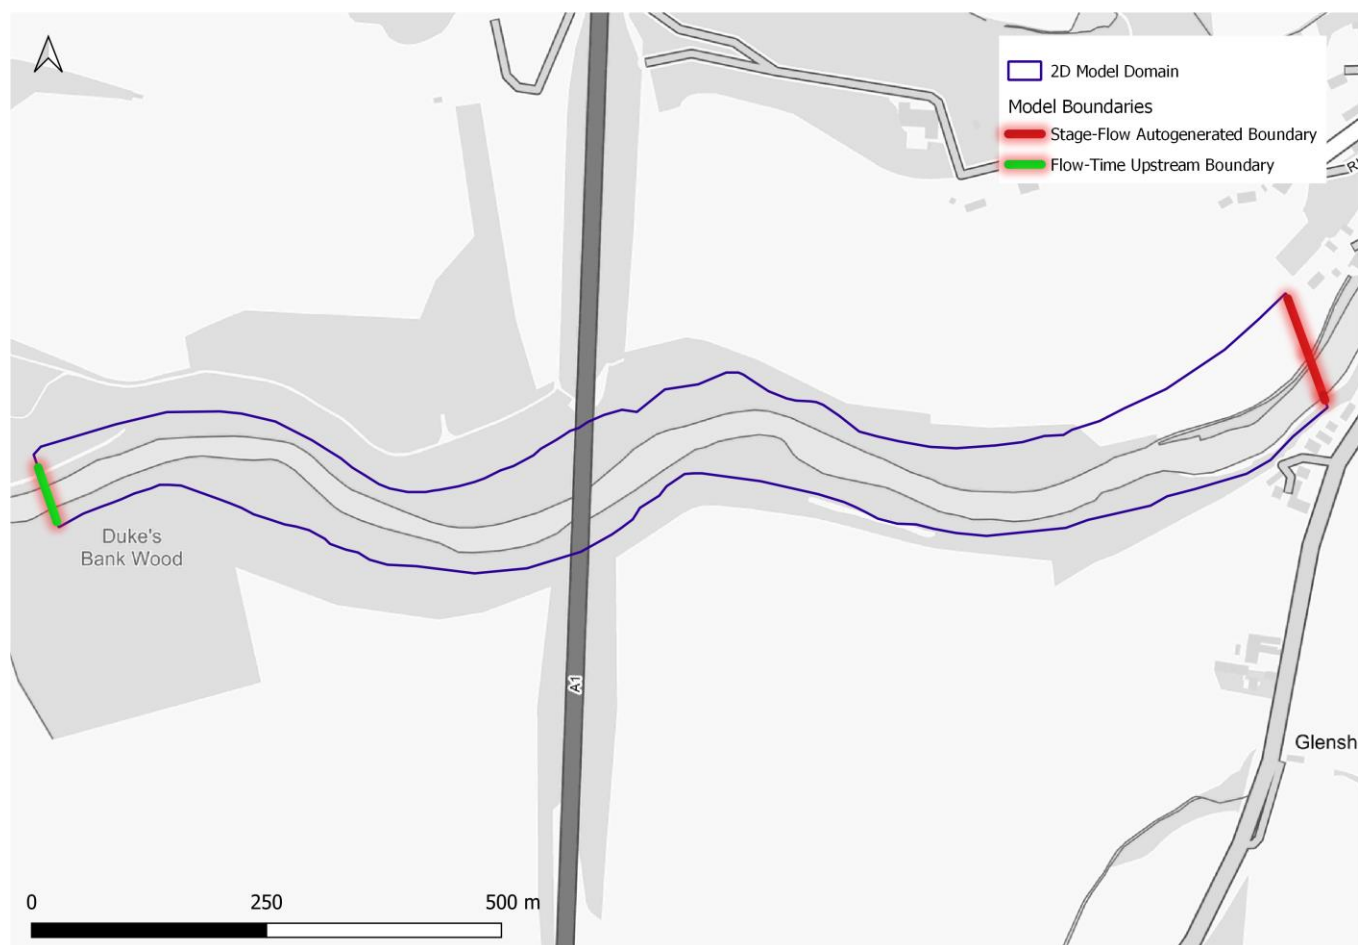 2D Model Domain
Model Boundaries
Stage-Flow Autogenerated Boundary
Flow-Time Upstream Boundary
Duke's
Bank Wood
A1
Glensh
0 250 500 m